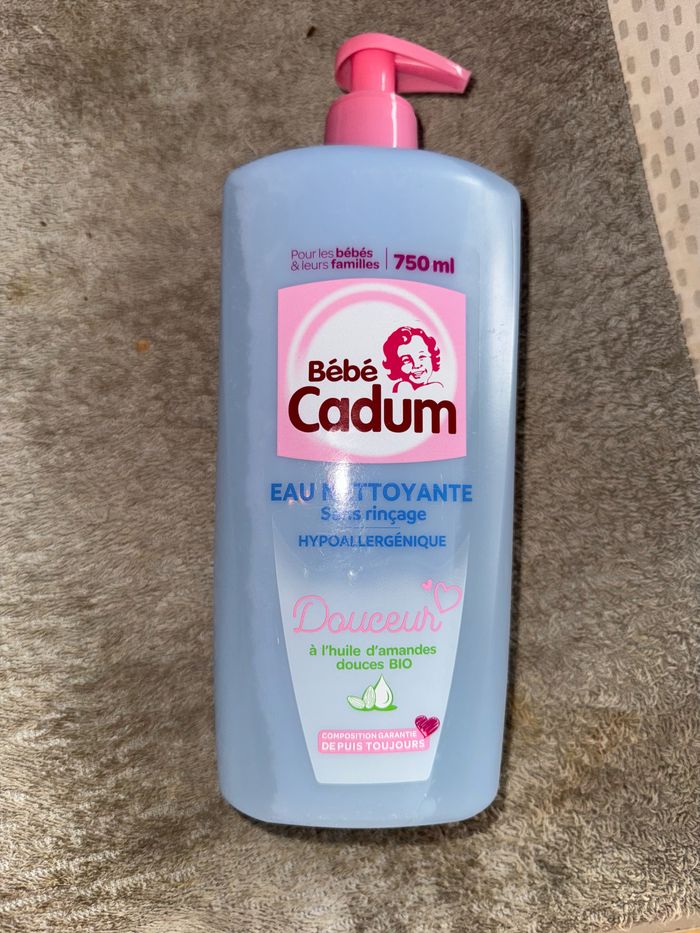 Pour les bébés
& leurs familles
750 ml
Bébé
Cadum
EAU NETTOYANTE
Sans rinçage
HYPOALLERGÉNIQUE
Douceur
à l'huile d'amandes
douces BIO
COMPOSITION GARANTIE
DEPUIS TOUJOURS